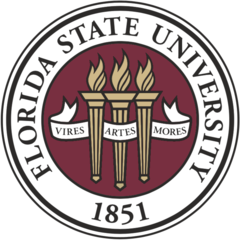 FLORIDA STATE UNIVERSITY
VIRES ARTES MORES
1851